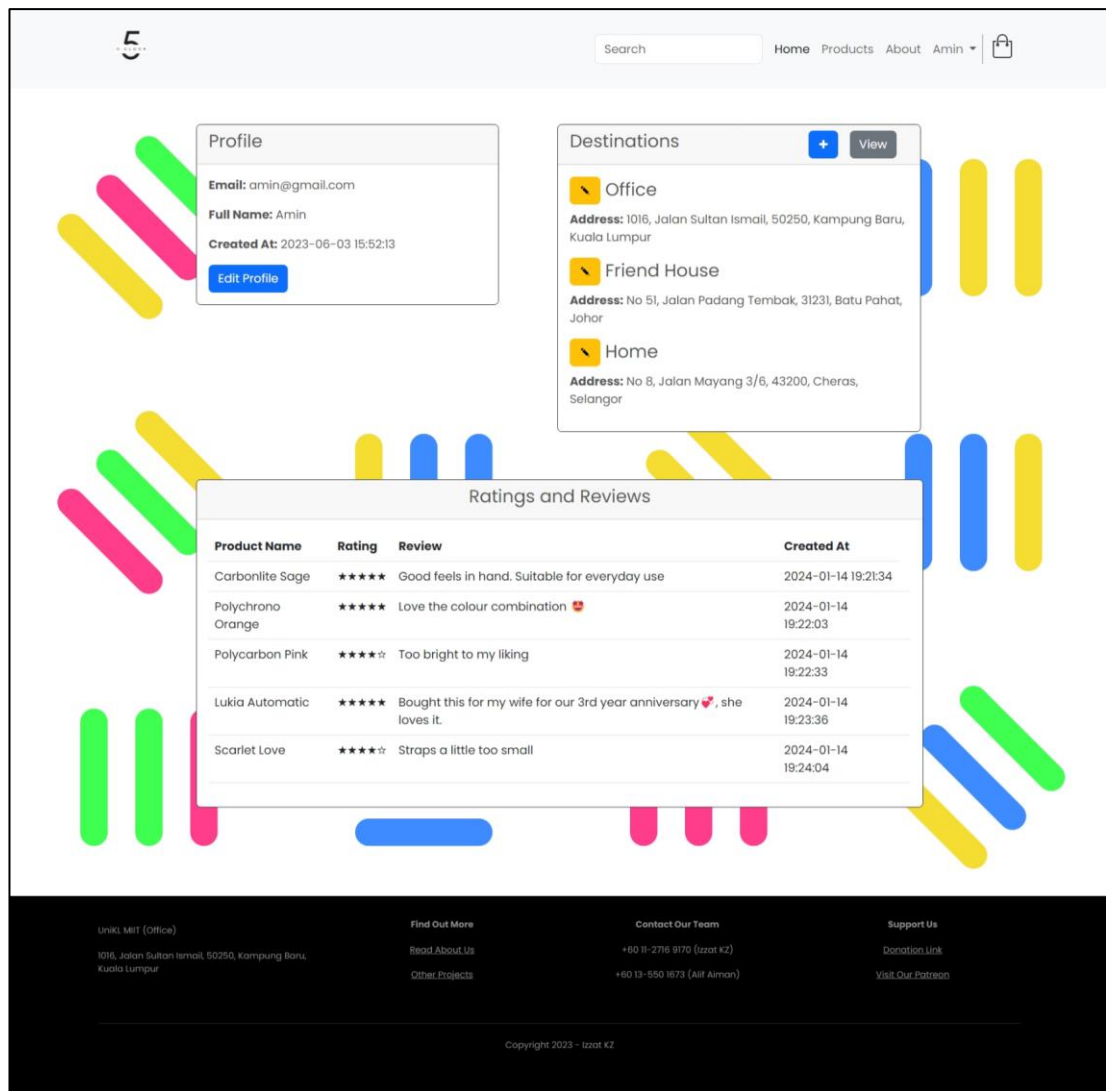 5
Search
Home Products About Amin
Profile
Email: amin@gmail.com
Full Name: Amin
Created At: 2023-06-03 15:52:13
Edit Profile
Destinations
+ View
Office
Address: 1016, Jalan Sultan Ismail, 50250, Kampung Baru,
Kuala Lumpur
Friend House
Address: No 51, Jalan Padang Tembak, 31231, Batu Pahat,
Johor
Home
Address: No 8, Jalan Mayang 3/6, 43200, Cheras,
Selangor
Ratings and Reviews
Product Name Rating Review Created At
Carbonlite Sage ★★★★★ Good feels in hand. Suitable for everyday use 2024-01-14 19:21:34
Polychrono Orange ★★★★★ Love the colour combination 🤩 2024-01-14 19:22:03
Polycarbon Pink ★★★★☆ Too bright to my liking 2024-01-14 19:22:33
Lukia Automatic ★★★★★ Bought this for my wife for our 3rd year anniversary💞, she loves it. 2024-01-14 19:23:36
Scarlet Love ★★★★☆ Straps a little too small 2024-01-14 19:24:04
UniKL MIIT (Office)
1016, Jalan Sultan Ismail, 50250, Kampung Baru,
Kuala Lumpur
Find Out More
Read About Us
Other Projects
Contact Our Team
+60 11-2716 9170 (Izzat KZ)
+60 13-550 1673 (Alif Aiman)
Support Us
Donation Link
Visit Our Patreon
Copyright 2023 - Izzat KZ